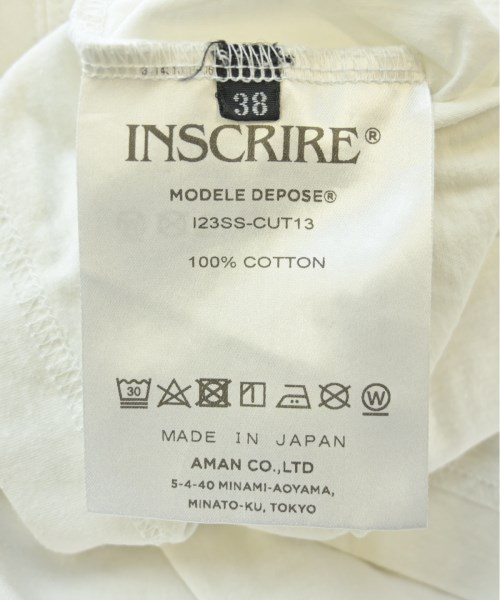 38
INSCRIRE®
MODELE DEPOSE®
I23SS-CUT13
100% COTTON
30
W
MADE IN JAPAN
AMAN CO.,LTD
5-4-40 MINAMI-AOYAMA,
MINATO-KU, TOKYO